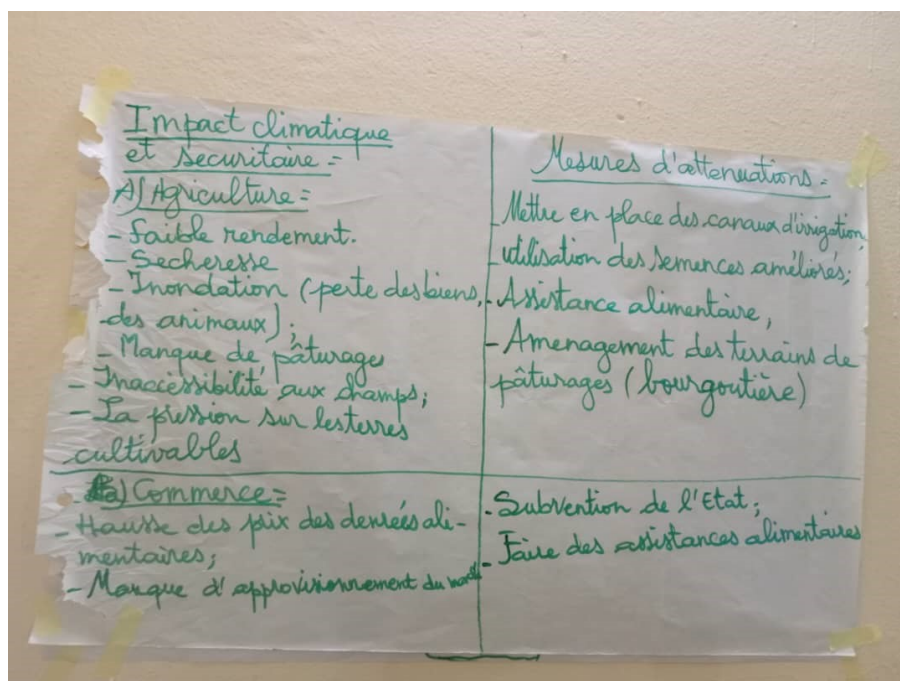 Impact climatique
et securitaire =
A) Agriculture =
- Faible rendement.
- Secheresse
- Inondation (perte des biens,
des animaux);
- Manque de pâturages
- Inaccessibilité aux champs;
- La pression sur les terres
cultivables
Mesures d'attenuations =
- Mettre en place des canaux d'irrigation,
- utilisation des semences améliorés;
- Assistance alimentaire,
- Amenagement des terrains de
pâturages (bourgoutière)
a) Commerce =
- Hausse des prix des denrées ali-
mentaires;
- Manque d'approvisionnement du
- Subvention de l'Etat;
- Faire des assistances alimentaires